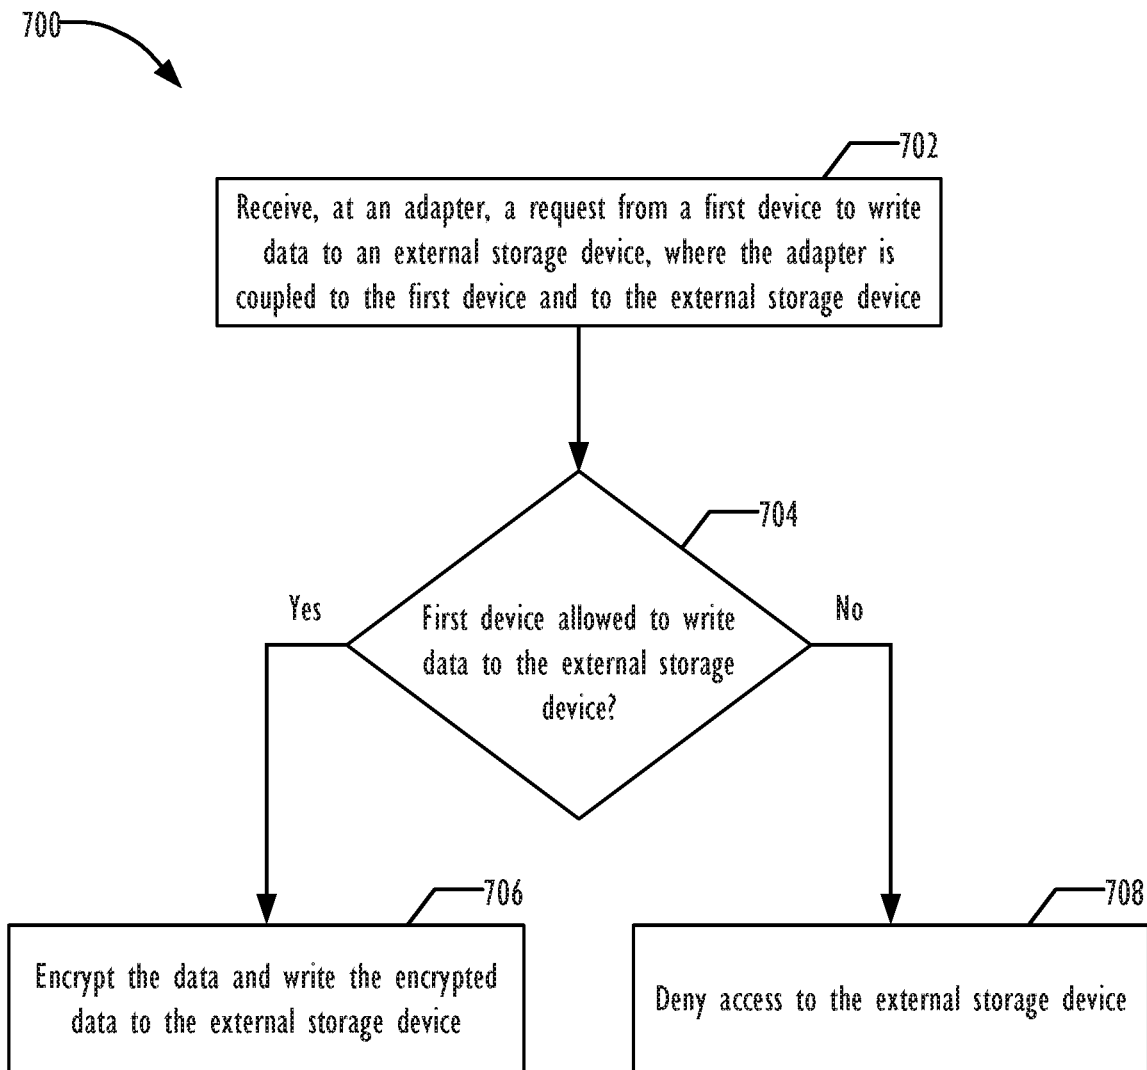 700
702
Receive, at an adapter, a request from a first device to write
data to an external storage device, where the adapter is
coupled to the first device and to the external storage device
704
Yes
No
First device allowed to write
data to the external storage
device?
706
708
Encrypt the data and write the encrypted
data to the external storage device
Deny access to the external storage device